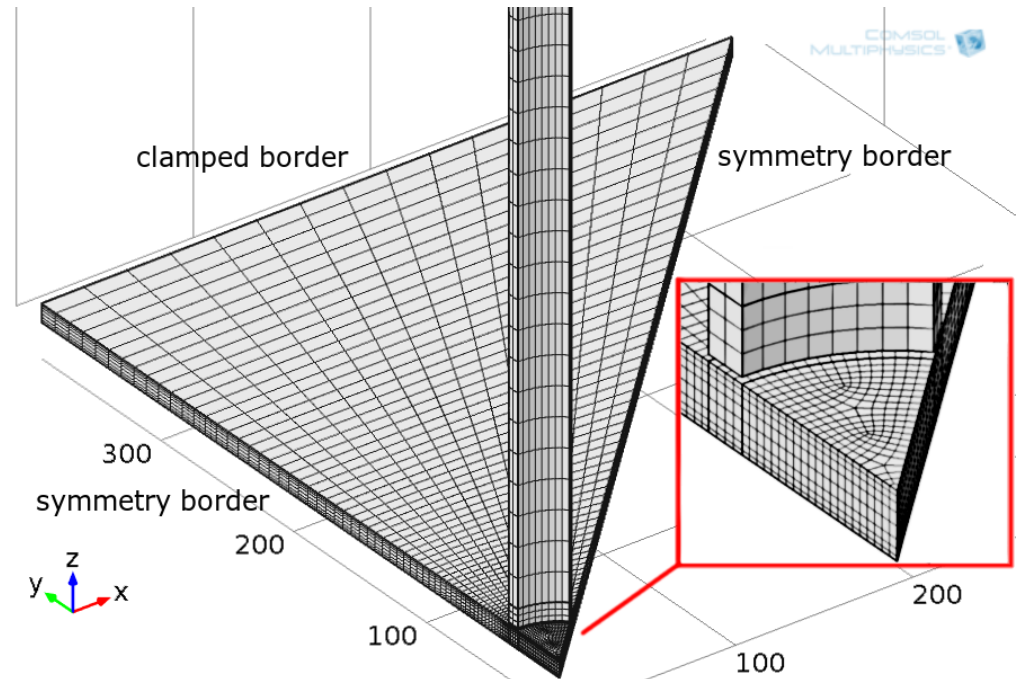 COMSOL
MULTIPHYSICS
clamped border
symmetry border
300
symmetry border
200
z
y
x
100
200
100